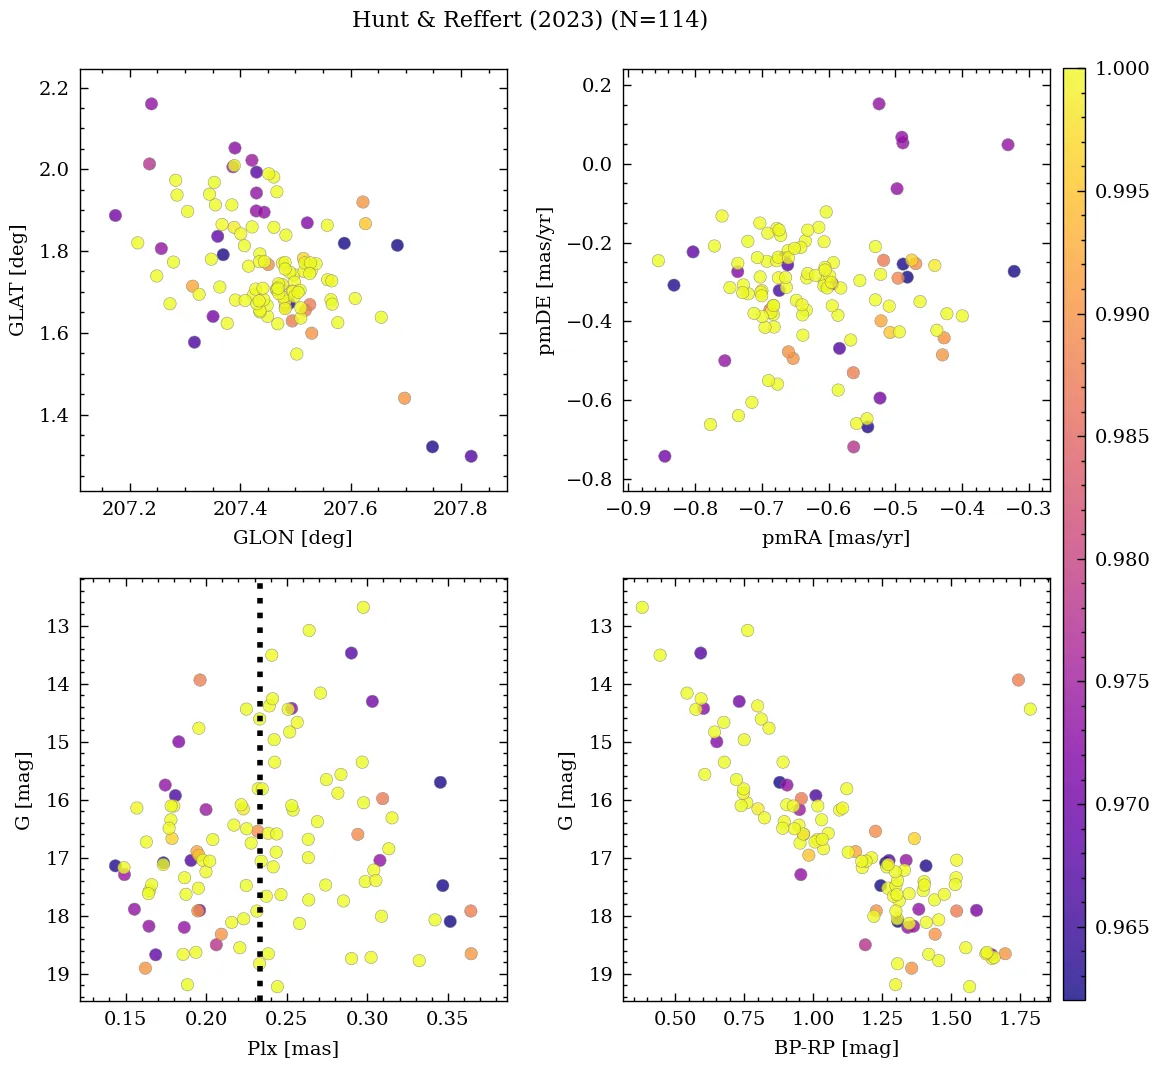 Hunt & Reffert (2023) (N=114)
2.2
2.0
1.8
1.6
1.4
GLAT [deg]
207.2 207.4 207.6 207.8
GLON [deg]
0.2
0.0
−0.2
−0.4
−0.6
−0.8
pmDE [mas/yr]
−0.9 −0.8 −0.7 −0.6 −0.5 −0.4 −0.3
pmRA [mas/yr]
13
14
15
16
17
18
19
G [mag]
0.15 0.20 0.25 0.30 0.35
Plx [mas]
13
14
15
16
17
18
19
G [mag]
0.50 0.75 1.00 1.25 1.50 1.75
BP-RP [mag]
1.000
0.995
0.990
0.985
0.980
0.975
0.970
0.965